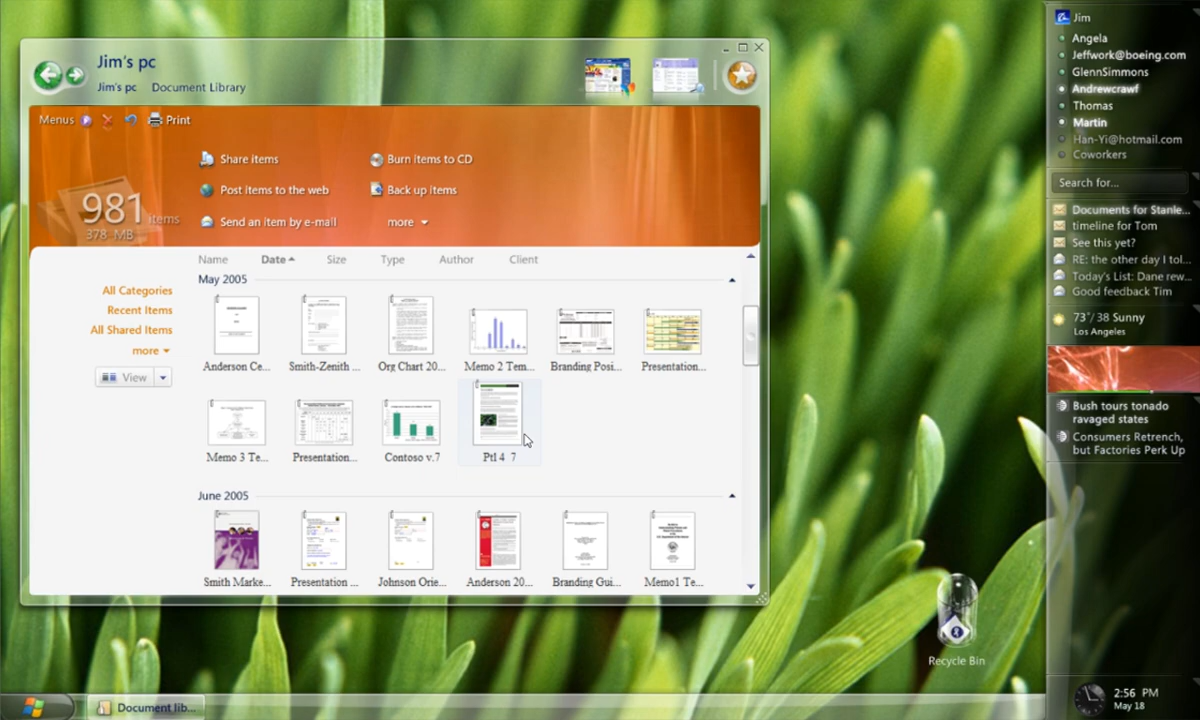 Jim's pc
Jim's pc Document Library
Menus Print
Share items Burn items to CD
Post items to the web Back up items
Send an item by e-mail more
981 items
378 MB
Name Date Size Type Author Client
All Categories
Recent Items
All Shared Items
more
View
May 2005
Anderson Ce... Smith-Zenith ... Org Chart 20... Memo 2 Tem... Branding Posi... Presentation...
Memo 3 Te... Presentation... Contoso v.7 Ptl 4 7
June 2005
Smith Marke... Presentation ... Johnson Orie... Anderson 20... Branding Gui... Memo1 Te...
Recycle Bin
Document lib...
Jim
Angela
Jeffwork@boeing.com
GlennSimmons
Andrewcrawf
Thomas
Martin
Han-Yi@hotmail.com
Coworkers
Search for...
Documents for Stanle...
timeline for Tom
See this yet?
RE: the other day I tol...
Today's List: Dane rew...
Good feedback Tim
73°/ 38 Sunny
Los Angeles
Bush tours tonado
ravaged states
Consumers Retrench,
but Factories Perk Up
2:56 PM
May 18